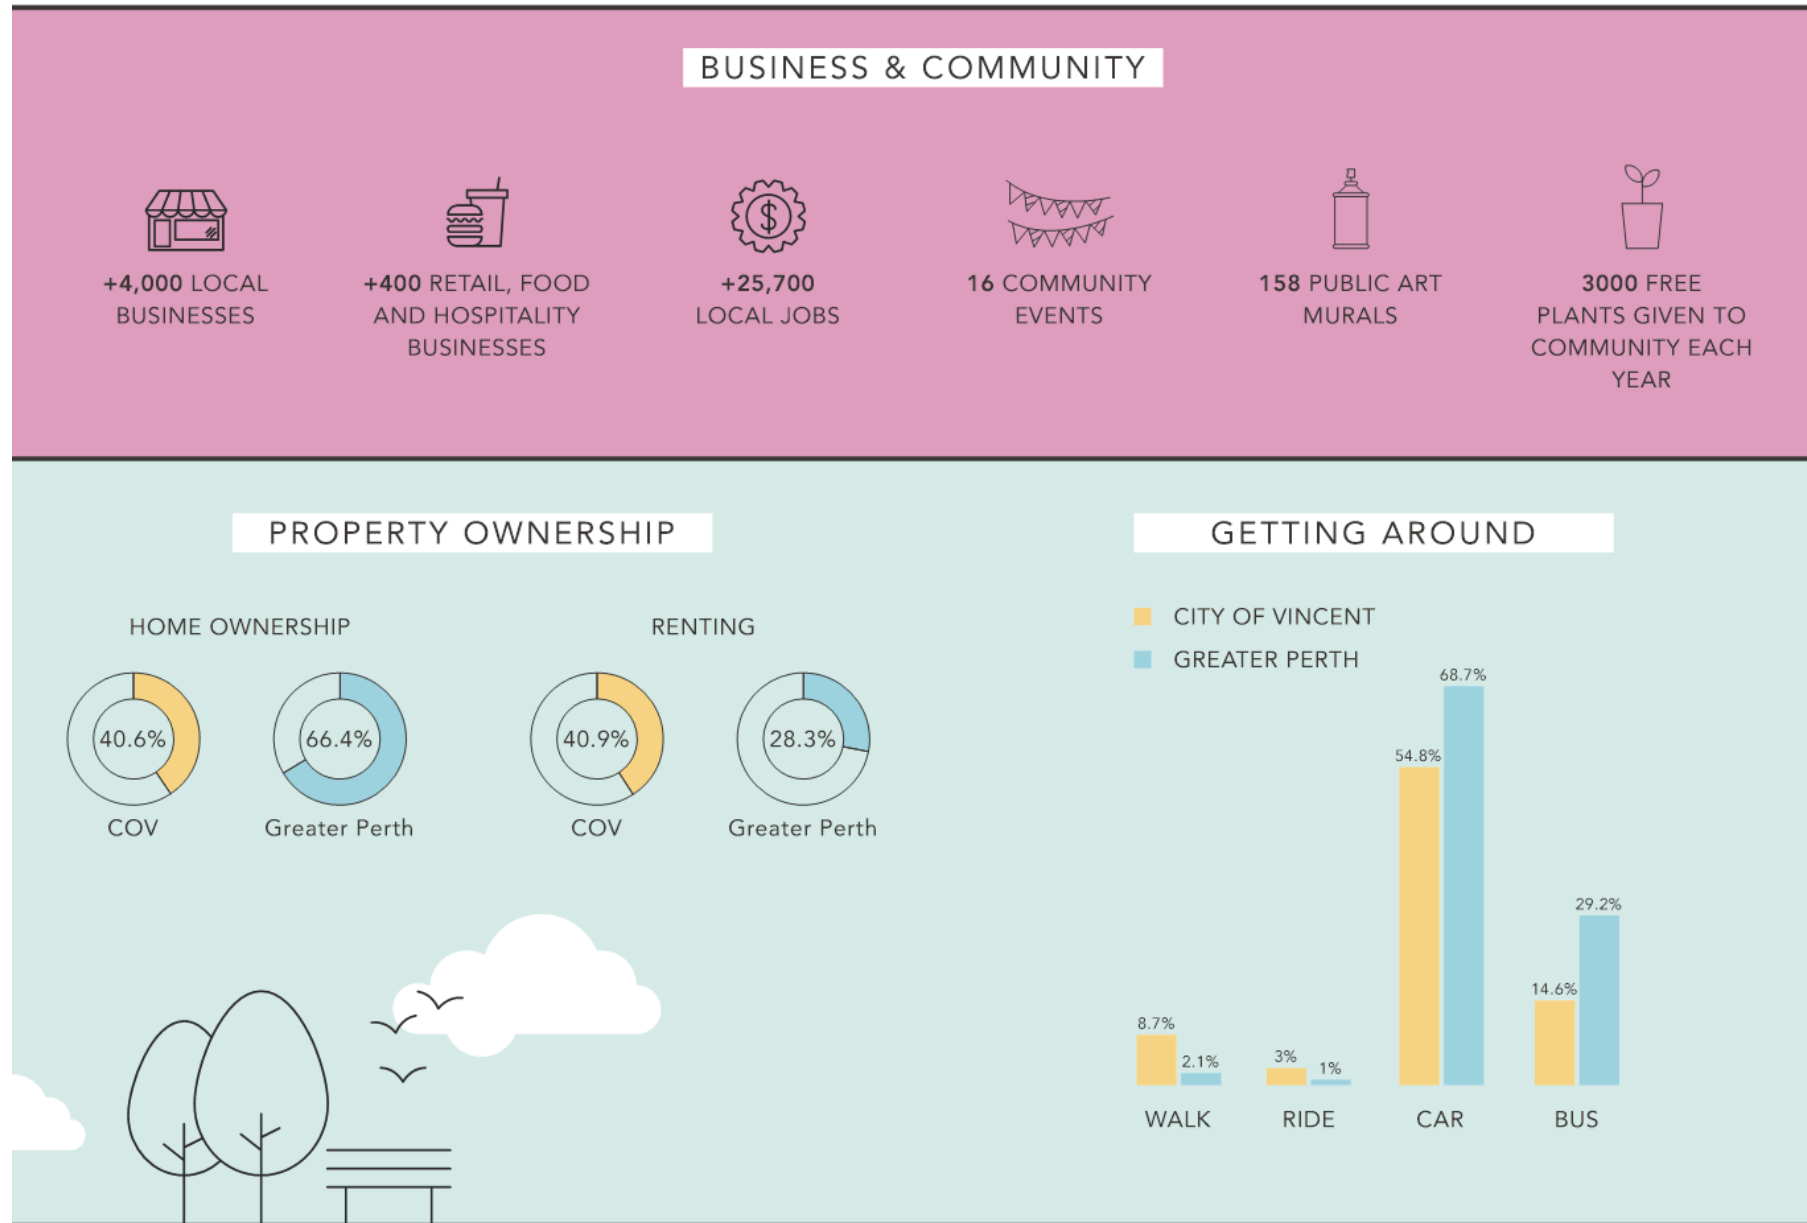 BUSINESS & COMMUNITY
+4,000 LOCAL
BUSINESSES
+400 RETAIL, FOOD
AND HOSPITALITY
BUSINESSES
+25,700
LOCAL JOBS
16 COMMUNITY
EVENTS
158 PUBLIC ART
MURALS
3000 FREE
PLANTS GIVEN TO
COMMUNITY EACH
YEAR
PROPERTY OWNERSHIP
HOME OWNERSHIP
40.6%
COV
66.4%
Greater Perth
RENTING
40.9%
COV
28.3%
Greater Perth
GETTING AROUND
CITY OF VINCENT
GREATER PERTH
8.7%
2.1%
WALK
3%
1%
RIDE
54.8%
68.7%
CAR
14.6%
29.2%
BUS